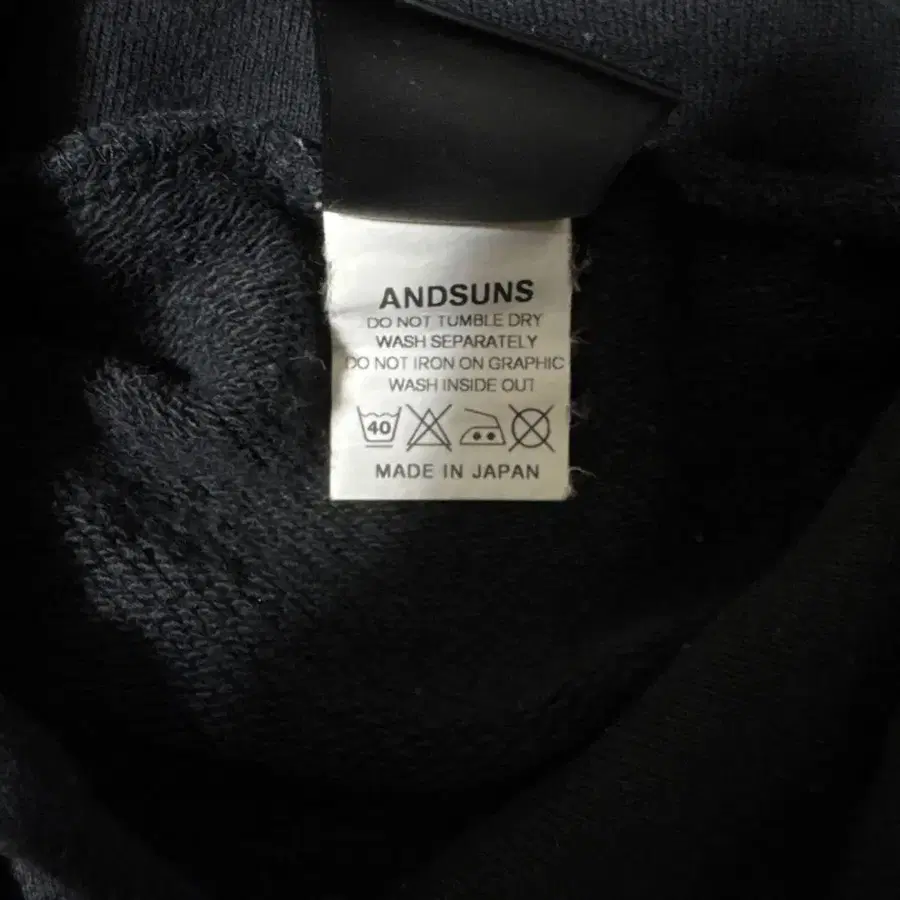 ANDSUNS
DO NOT TUMBLE DRY
WASH SEPARATELY
DO NOT IRON ON GRAPHIC
WASH INSIDE OUT
40
MADE IN JAPAN